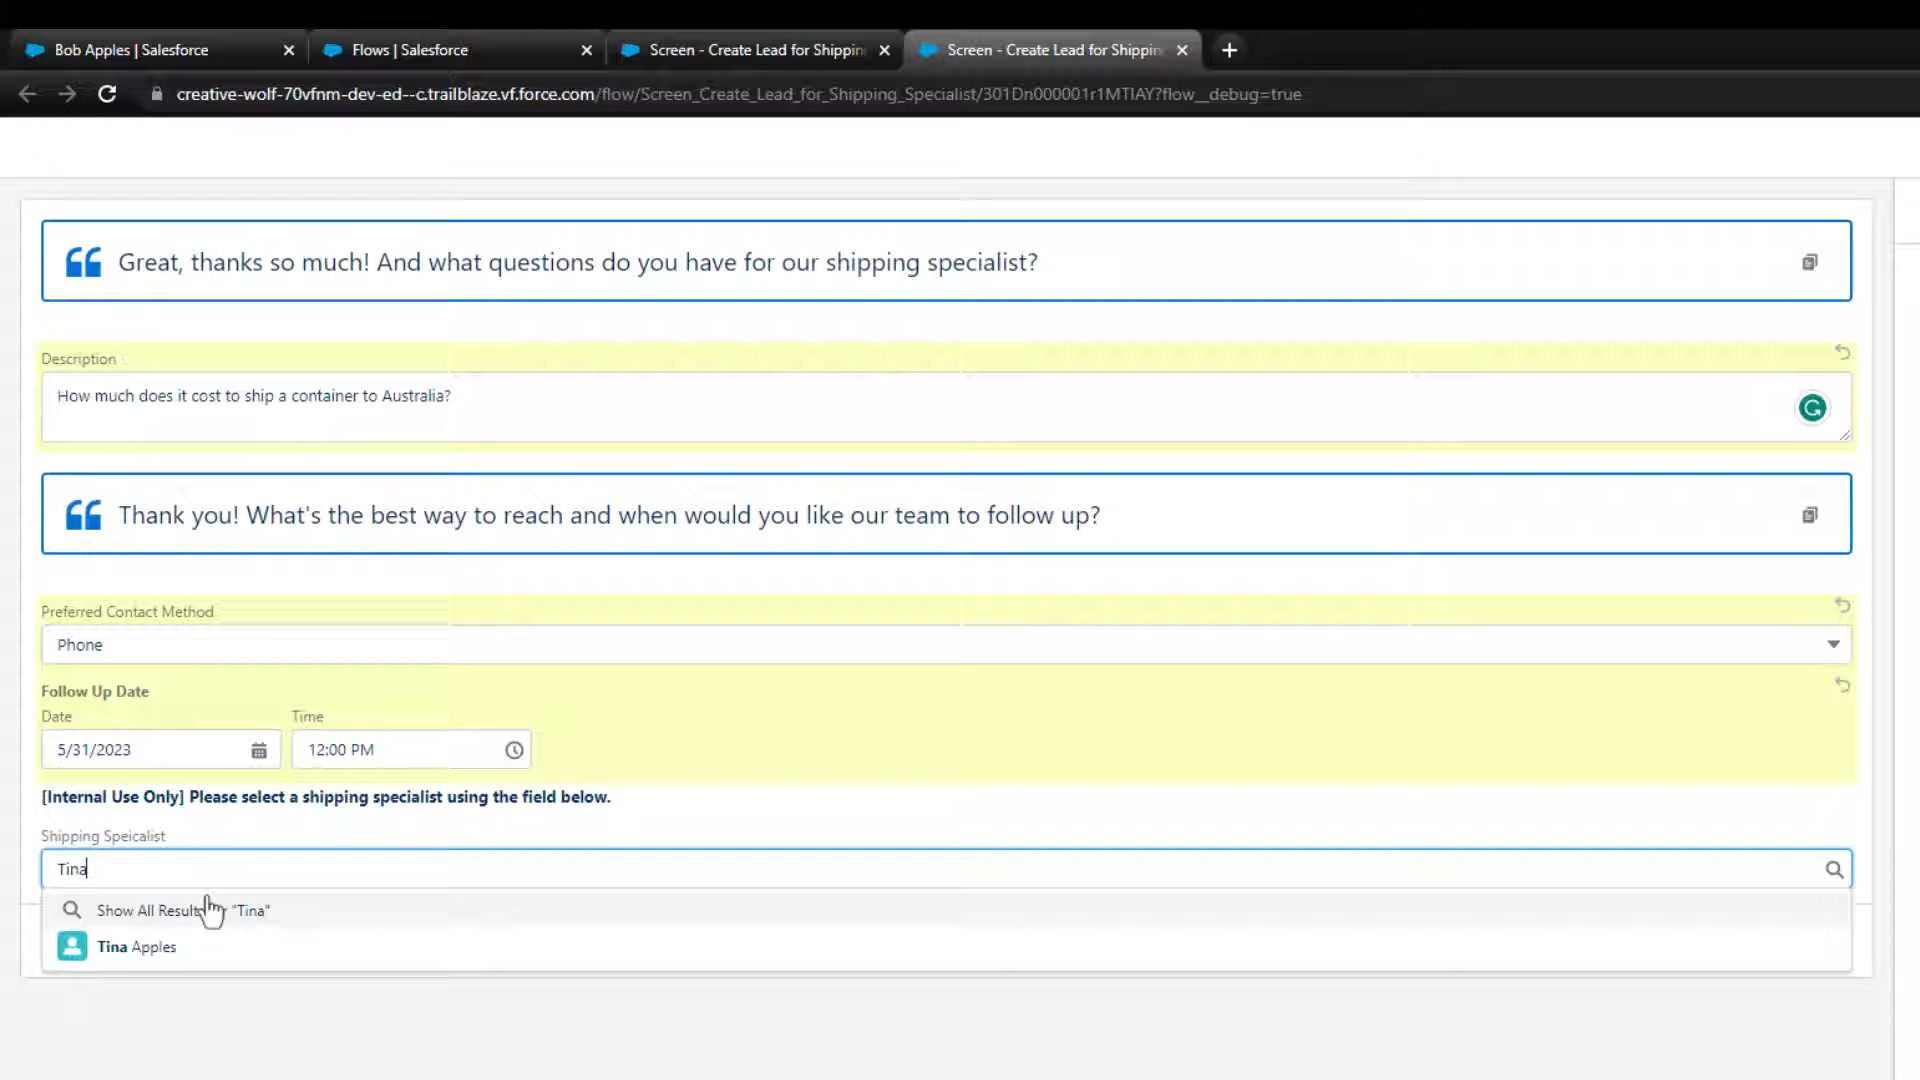 Bob Apples | Salesforce
Flows | Salesforce
Screen - Create Lead for Shippin
Screen - Create Lead for Shippin
creative-wolf-70vfnm-dev-ed--c.trailblaze.vf.force.com/flow/Screen_Create_Lead_for_Shipping_Specialist/301Dn000001r1MTIAY?flow__debug=true
Great, thanks so much! And what questions do you have for our shipping specialist?
Description
How much does it cost to ship a container to Australia?
Thank you! What's the best way to reach and when would you like our team to follow up?
Preferred Contact Method
Phone
Follow Up Date
Date Time
5/31/2023 12:00 PM
[Internal Use Only] Please select a shipping specialist using the field below.
Shipping Speicalist
Tina
Show All Results "Tina"
Tina Apples